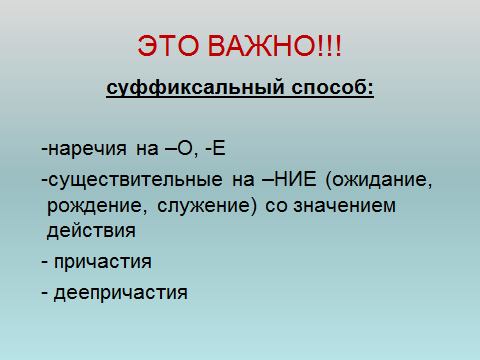 ЭТО ВАЖНО!!!
суффиксальный способ:
-наречия на –О, -Е
-существительные на –НИЕ (ожидание,
рождение, служение) со значением
действия
- причастия
- деепричастия